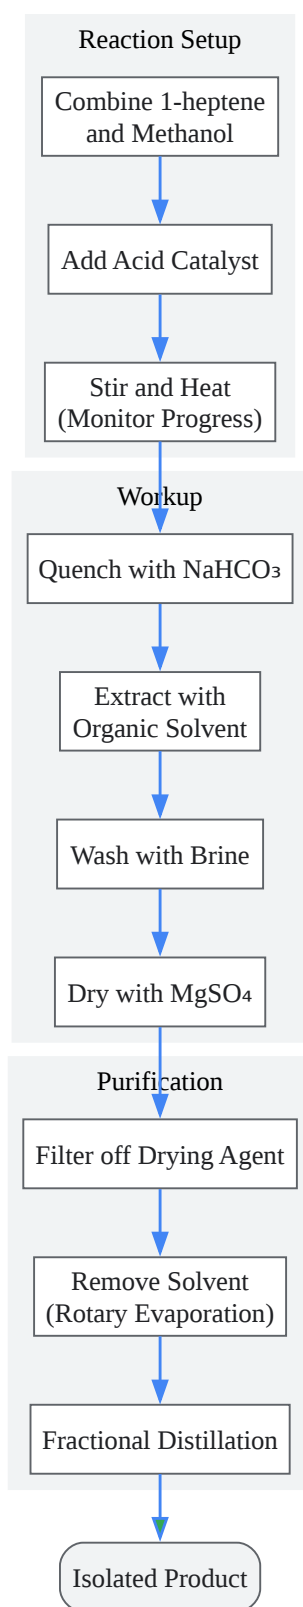 Reaction Setup
Combine 1-heptene
and Methanol
Add Acid Catalyst
Stir and Heat
(Monitor Progress)
Workup
Quench with NaHCO₃
Extract with
Organic Solvent
Wash with Brine
Dry with MgSO₄
Purification
Filter off Drying Agent
Remove Solvent
(Rotary Evaporation)
Fractional Distillation
Isolated Product